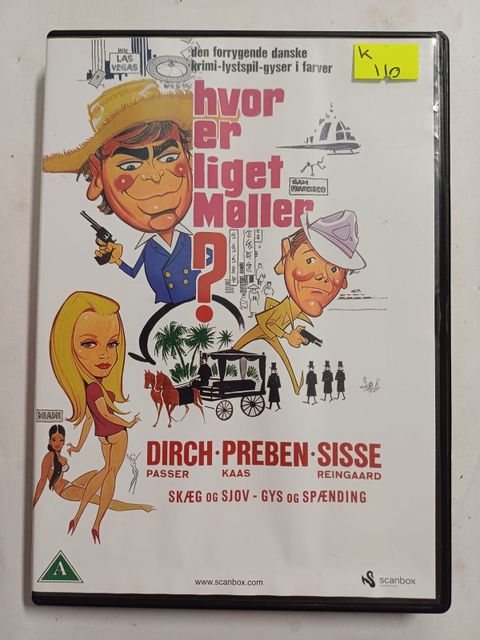 LAS
VEGAS
den forrygende danske
krimi-lystspil-gyser i farver
K
110
hvor
er
liget
Møller
?
SAN
FRANCISCO
MIAMI
DIRCH · PREBEN · SISSE
PASSER KAAS REINGAARD
SKÆG OG SJOV - GYS OG SPÆNDING
A
www.scanbox.com
scanbox